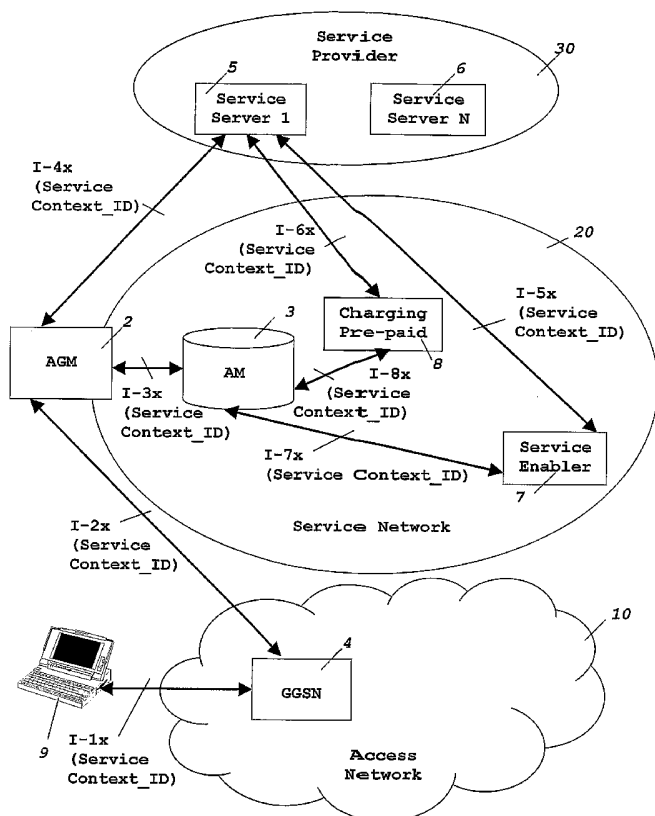 Service
Provider
30
5
6
Service
Server 1
Service
Server N
I-4x
(Service
Context_ID)
20
I-6x
(Service
Context_ID)
I-5x
(Service
Context_ID)
2
AGM
3
AM
Charging
Pre-paid
8
I-3x
(Service
Context_ID)
I-8x
(Service
Context_ID)
I-7x
(Service Context_ID)
Service
Enabler
7
I-2x
(Service
Context_ID)
Service Network
10
4
GGSN
9
I-1x
(Service
Context_ID)
Access
Network